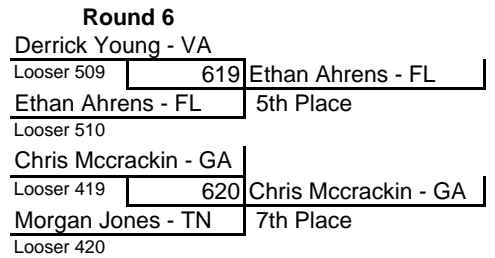 Round 6
Derrick Young - VA
Looser 509 619 Ethan Ahrens - FL
Ethan Ahrens - FL 5th Place
Looser 510
Chris Mccrackin - GA
Looser 419 620 Chris Mccrackin - GA
Morgan Jones - TN 7th Place
Looser 420